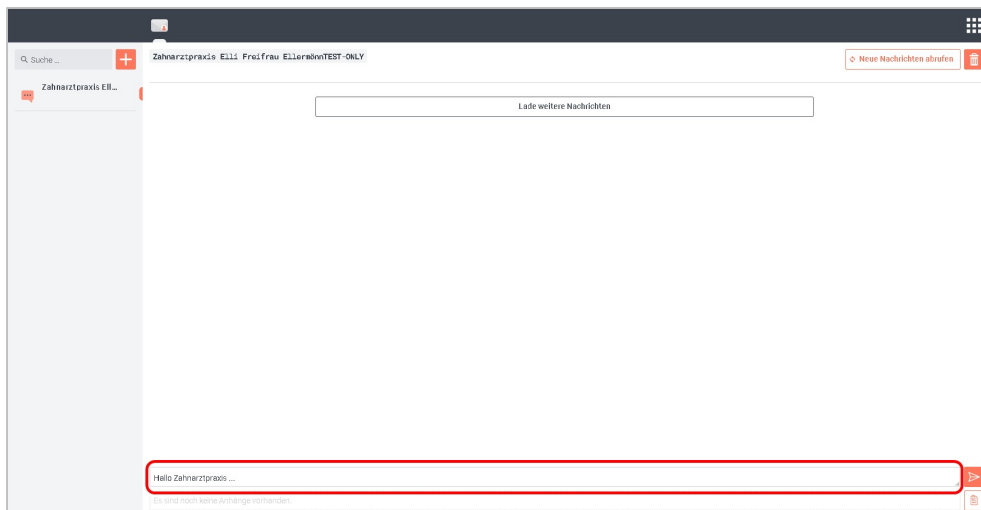 Suche ...
Zahnarztpraxis Ell...
Zahnarztpraxis Elli Freifrau EllermönnTEST-ONLY
Neue Nachrichten abrufen
Lade weitere Nachrichten
Hallo Zahnarztpraxis ...
Es sind noch keine Anhänge vorhanden.